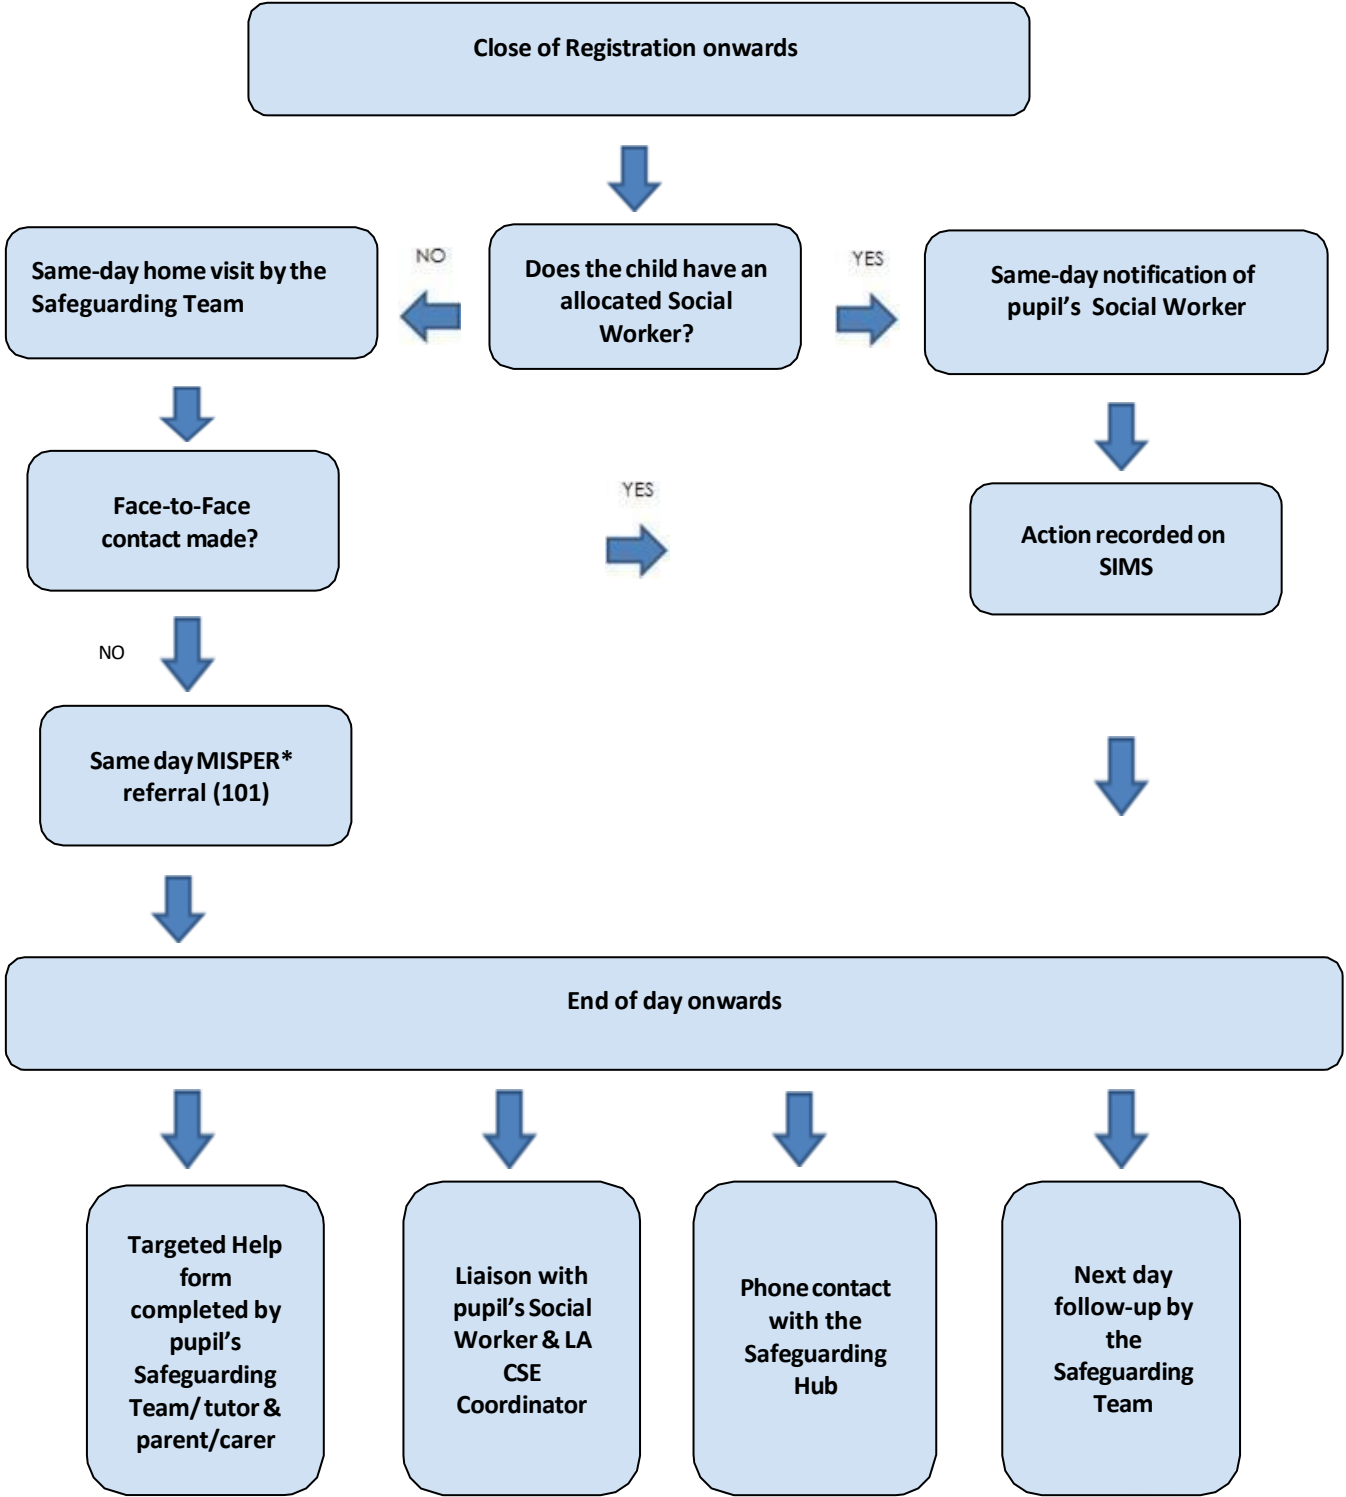 Close of Registration onwards
Same-day home visit by the
Safeguarding Team
NO
Does the child have an
allocated Social
Worker?
YES
Same-day notification of
pupil's Social Worker
Face-to-Face
contact made?
YES
Action recorded on
SIMS
NO
Same day MISPER*
referral (101)
End of day onwards
Targeted Help
form
completed by
pupil's
Safeguarding
Team/ tutor &
parent/carer
Liaison with
pupil's Social
Worker & LA
CSE
Coordinator
Phone contact
with the
Safeguarding
Hub
Next day
follow-up by
the
Safeguarding
Team